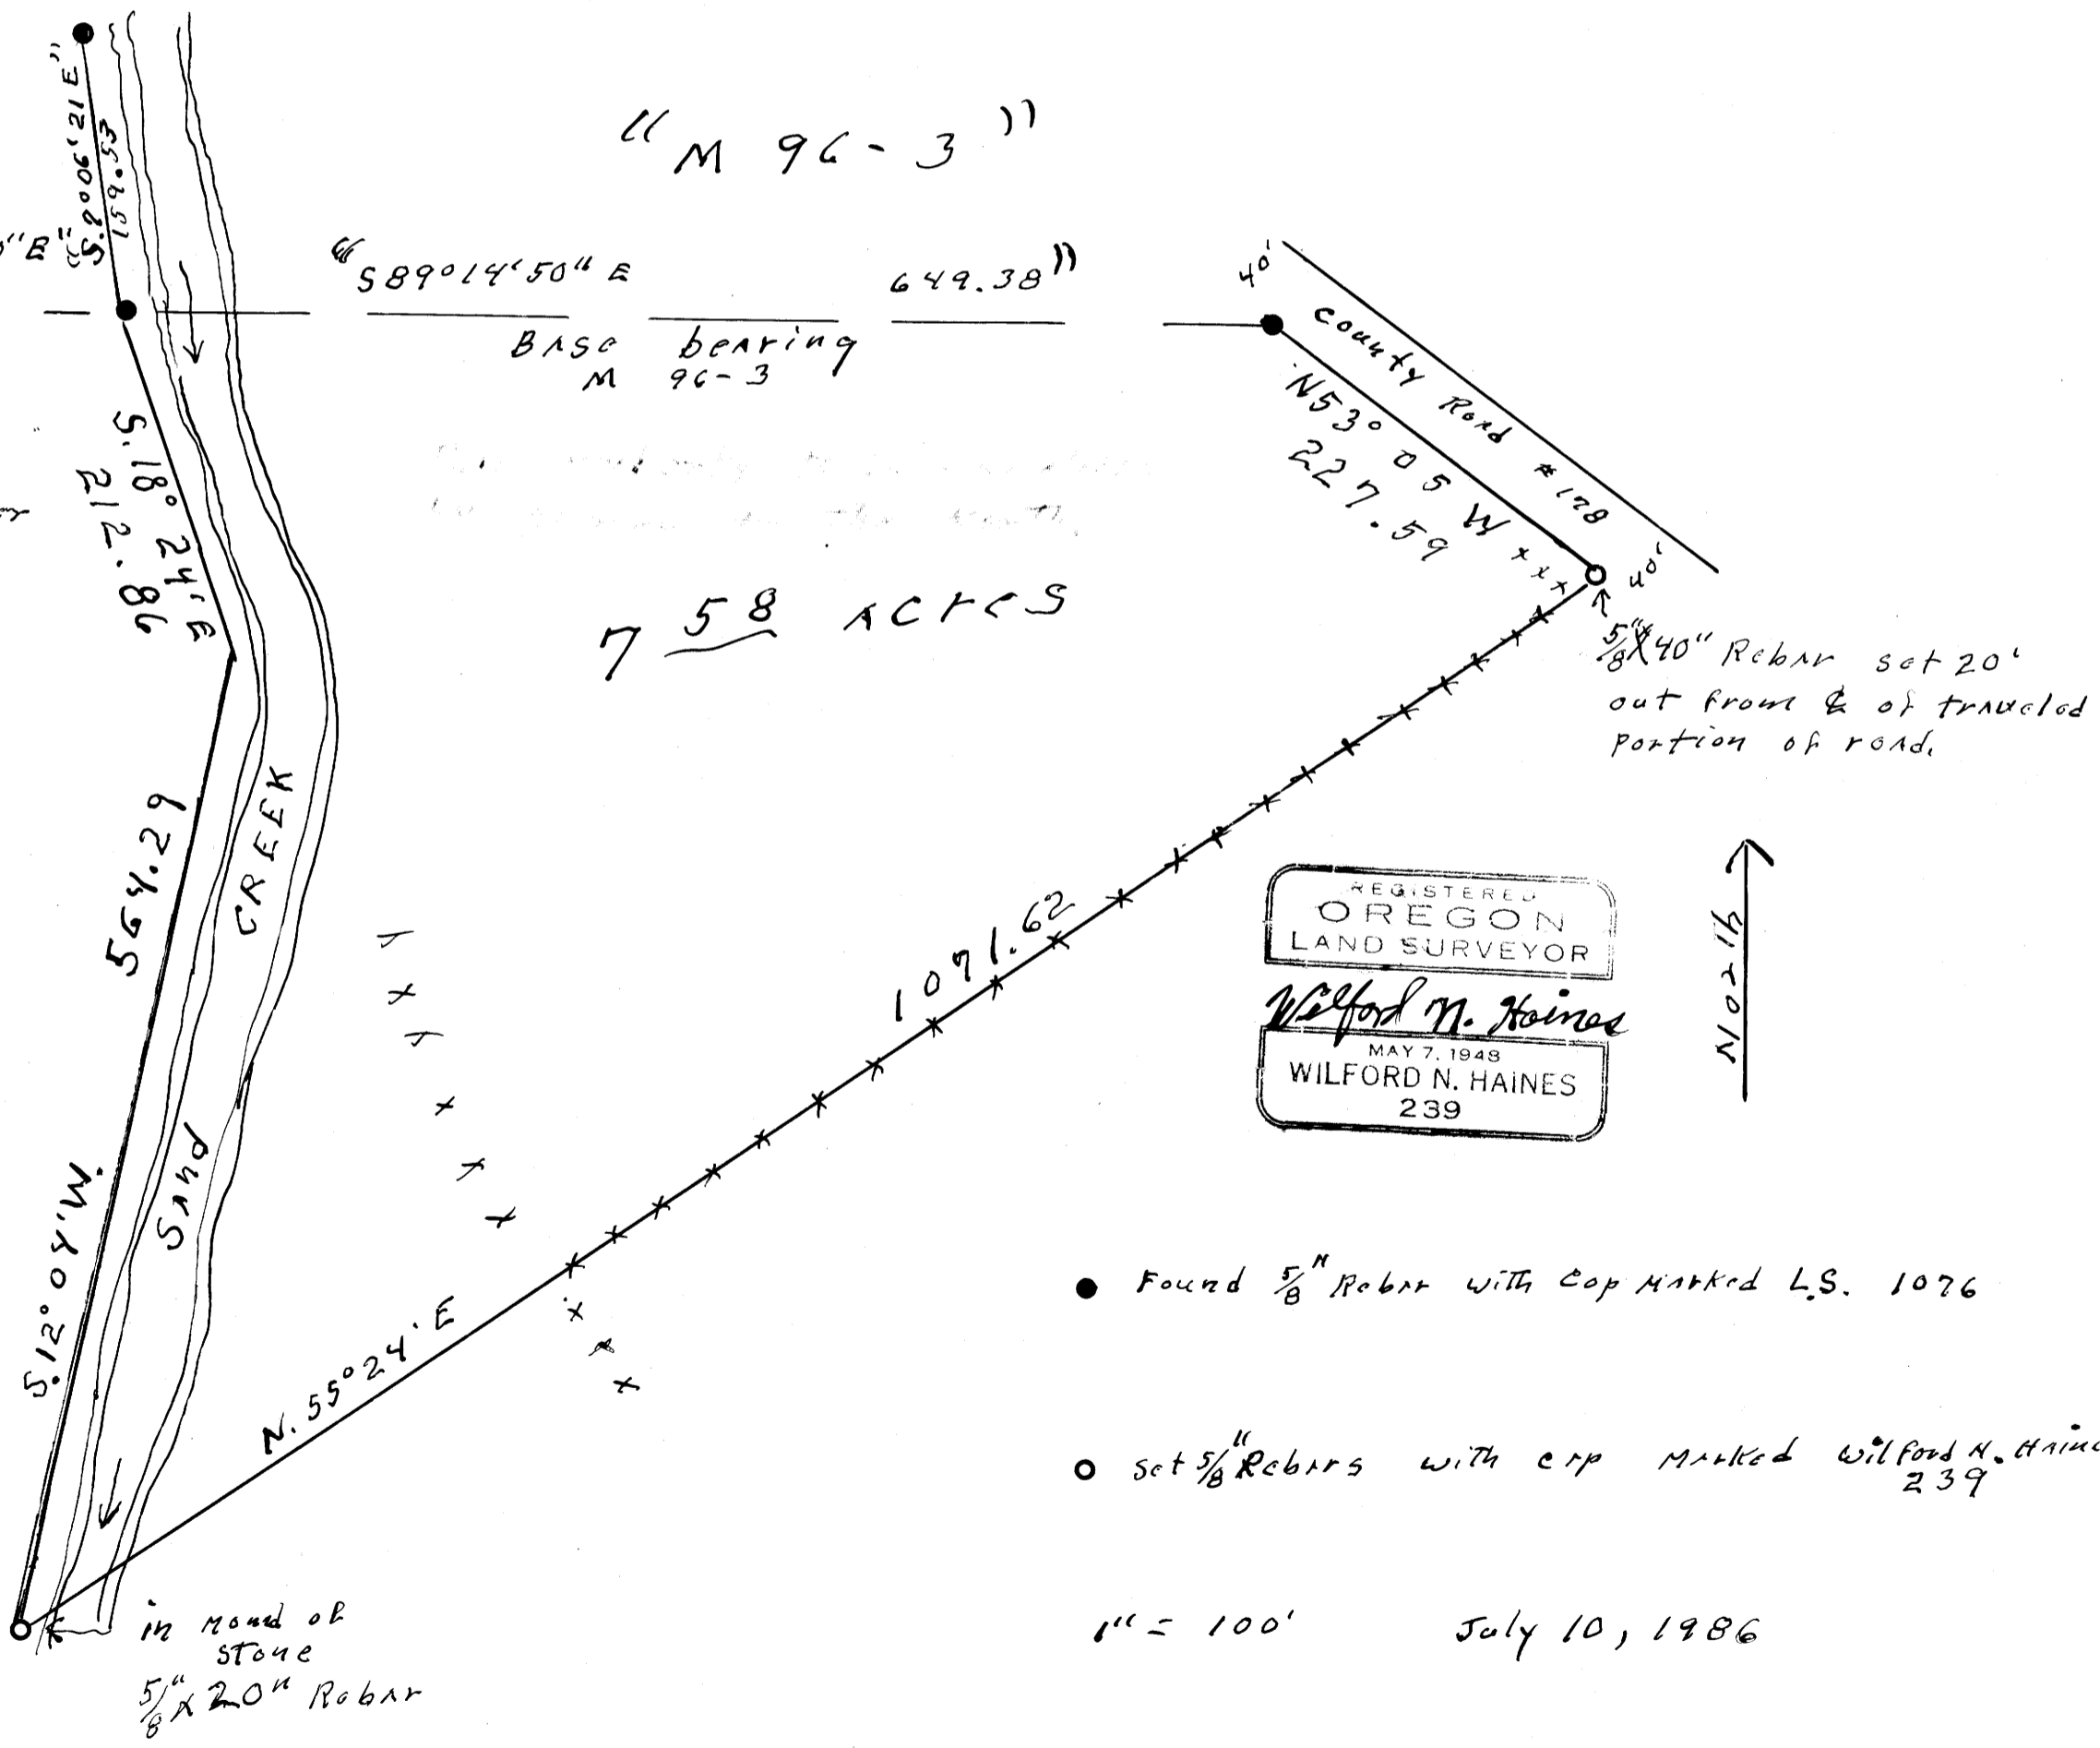 "S.9°06'21E"
159.53
"E"
"M 96-3"
"S89°14'50" E 649.38"
Base bearing
M 96-3
40'
County Road #178
40'
N53°05 W
227.59
S.18°24'E
212.86
7 58 Acres
5/8"x40" Rebar set 20'
out from ℄ of traveled
portion of road.
564.29
S.12°04'W.
CREEK
Sand
1071.62
N.55°24'E
REGISTERED
OREGON
LAND SURVEYOR
Wilford N. Haines
MAY 7, 1948
WILFORD N. HAINES
239
North
● Found 5/8" Rebar with Cap Marked L.S. 1076
○ Set 5/8" Rebars with cap Marked Wilford N. Haine
239
in Mound of
Stone
5/8"x20" Rebar
1" = 100' July 10, 1986